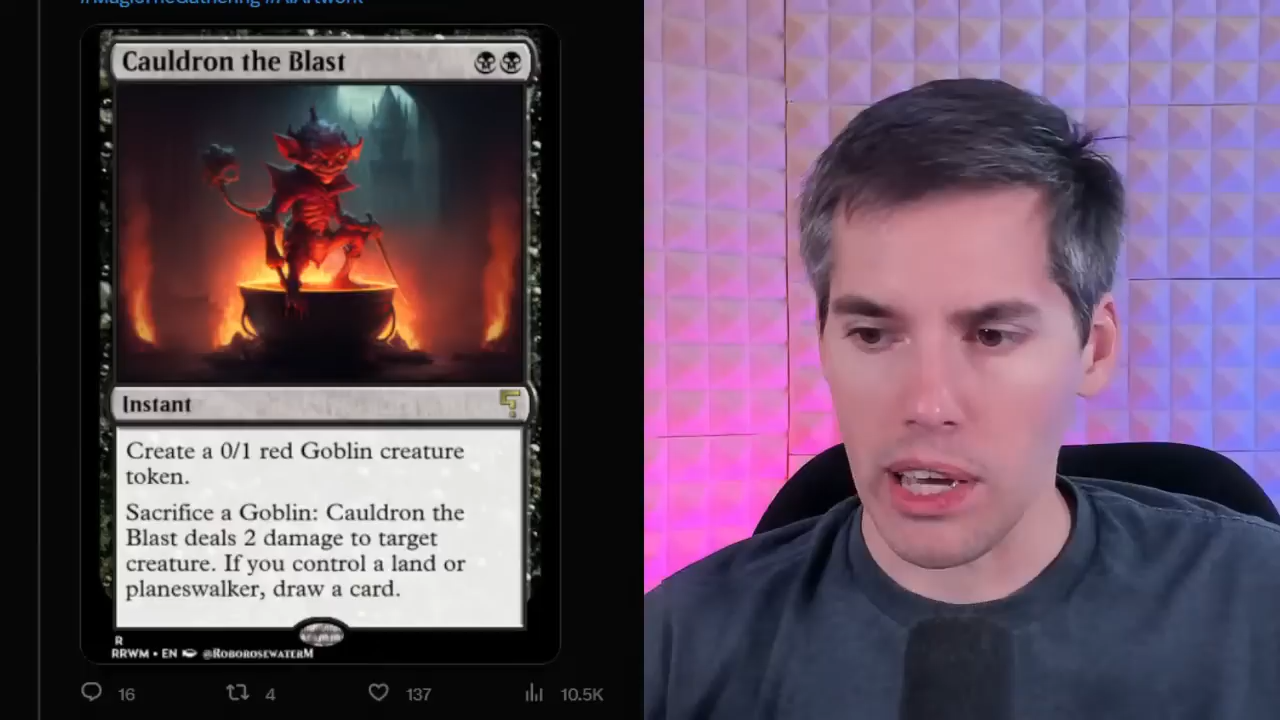 #MagicTheGathering #AIArtwork
Cauldron the Blast
Instant
Create a 0/1 red Goblin creature
token.
Sacrifice a Goblin: Cauldron the
Blast deals 2 damage to target
creature. If you control a land or
planeswalker, draw a card.
R
RRWM • EN @ROBOROSEWATERM
16 4 137 10.5K